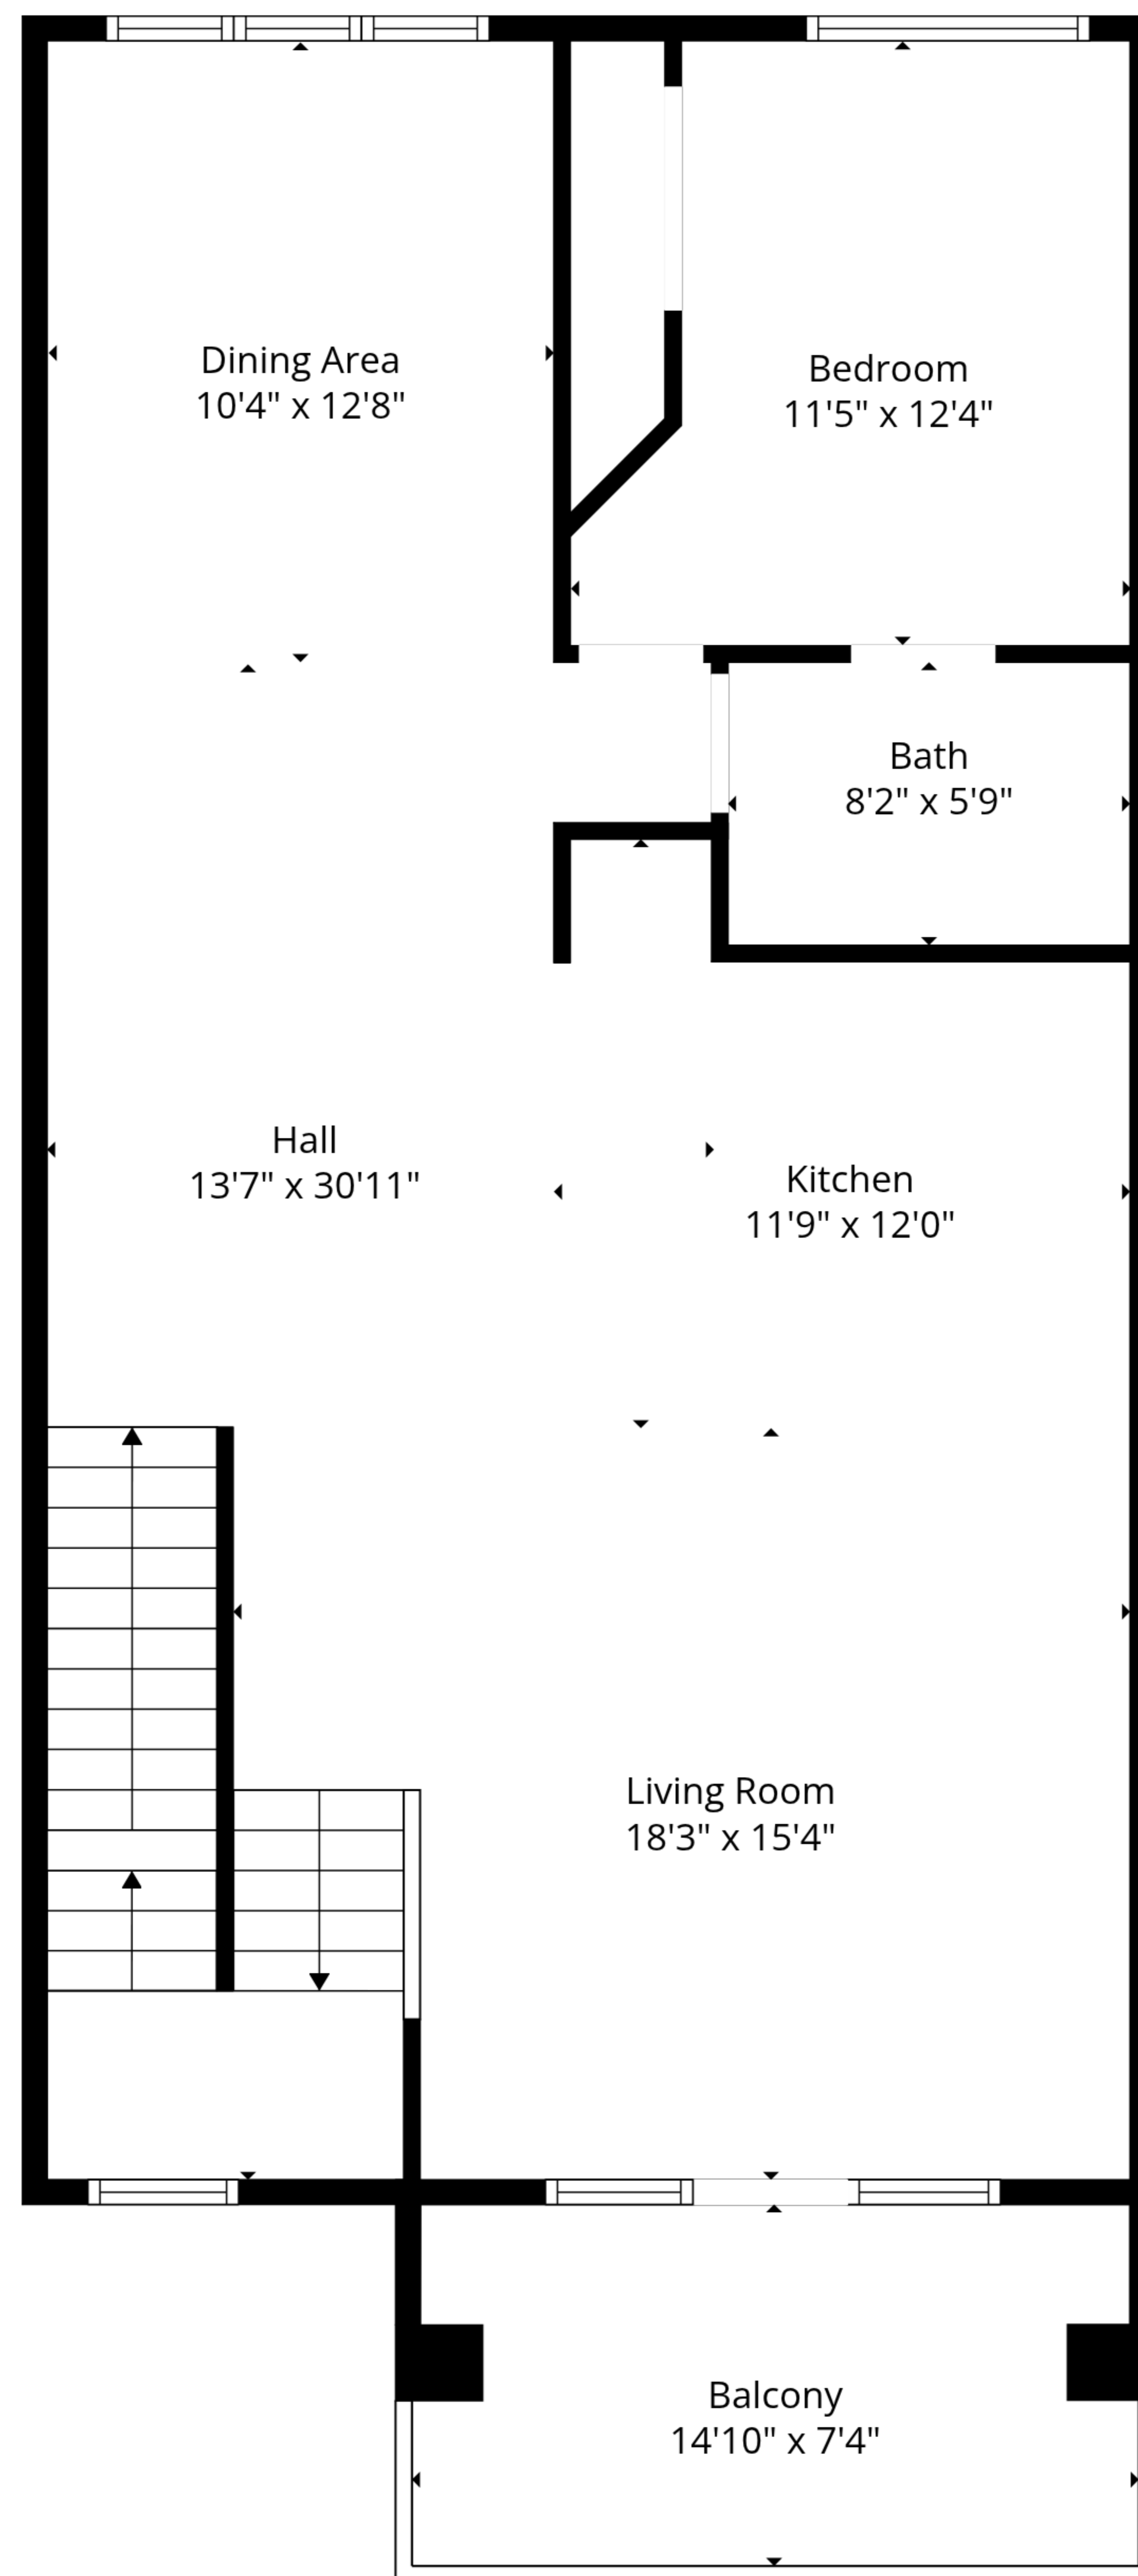 Dining Area
10'4" x 12'8"
Bedroom
11'5" x 12'4"
Bath
8'2" x 5'9"
Hall
13'7" x 30'11"
Kitchen
11'9" x 12'0"
Living Room
18'3" x 15'4"
Balcony
14'10" x 7'4"